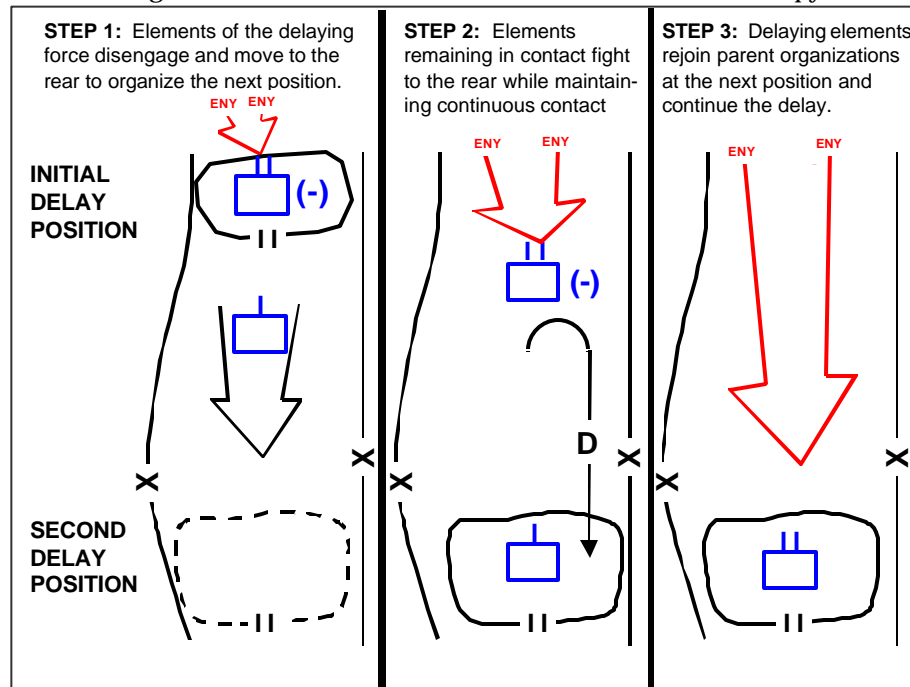 STEP 1: Elements of the delaying
force disengage and move to the
rear to organize the next position.
ENY ENY
INITIAL
DELAY
POSITION
(-)
II
X
X
SECOND
DELAY
POSITION
II
STEP 2: Elements
remaining in contact fight
to the rear while maintain-
ing continuous contact
ENY ENY
(-)
D
X
X
II
STEP 3: Delaying elements
rejoin parent organizations
at the next position and
continue the delay.
ENY ENY
X
X
II